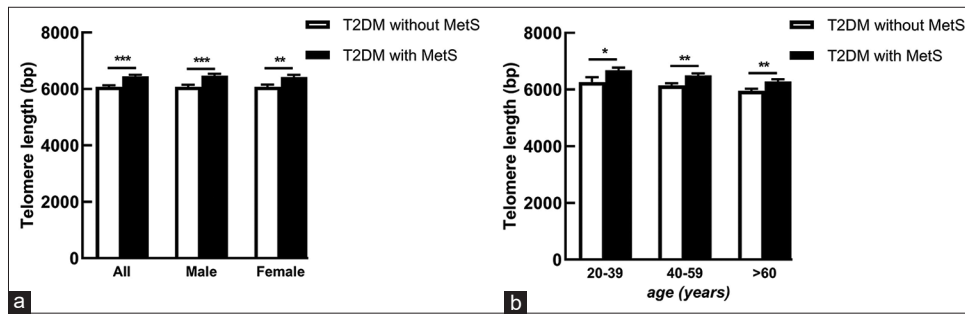 T2DM without MetS
T2DM with MetS
Telomere length (bp)
8000
6000
4000
2000
0
*** *** **
All Male Female
a
T2DM without MetS
T2DM with MetS
Telomere length (bp)
8000
6000
4000
2000
0
* ** **
20-39 40-59 >60
age (years)
b